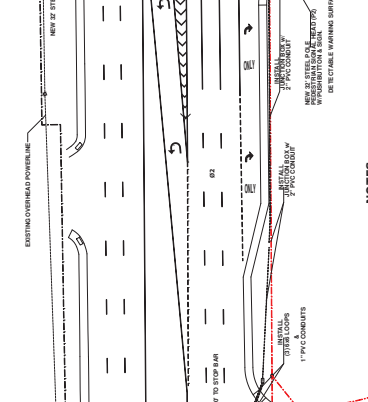 NEW 32' STE
EXISTING OVERHEAD POWERLINE
ONLY
ONLY
Ø2
' TO STOP BAR
INSTALL
JUNCTION BOX W/
2" PVC CONDUIT
INSTALL
JUNCTION BOX W/
2" PVC CONDUIT
INSTALL
(3) 6x6 LOOPS
&
1" PVC CONDUITS
NEW 32' STEEL POLE
PEDESTRIAN SIGNAL HEAD (P2)
W/PUSHBUTTON & SIGN.
DETECTABLE WARNING SURF